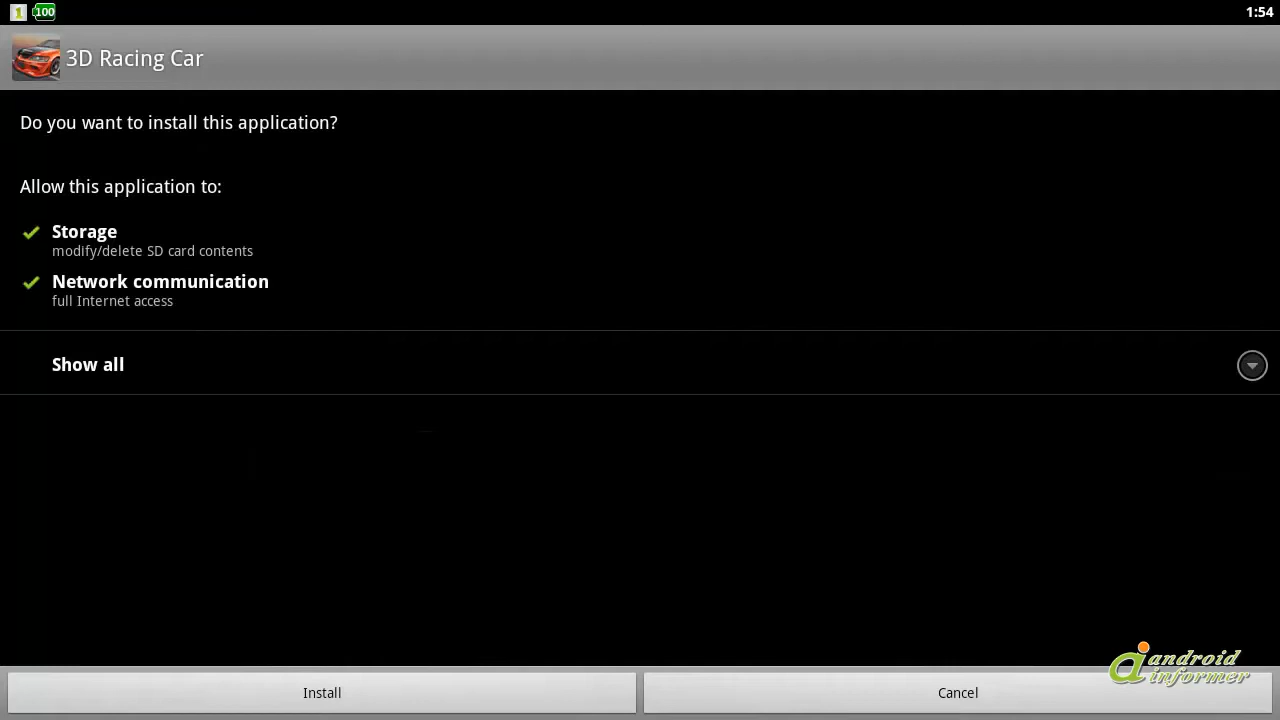 1 100 1:54
3D Racing Car
Do you want to install this application?
Allow this application to:
Storage
modify/delete SD card contents
Network communication
full Internet access
Show all
Install Cancel
android
informer